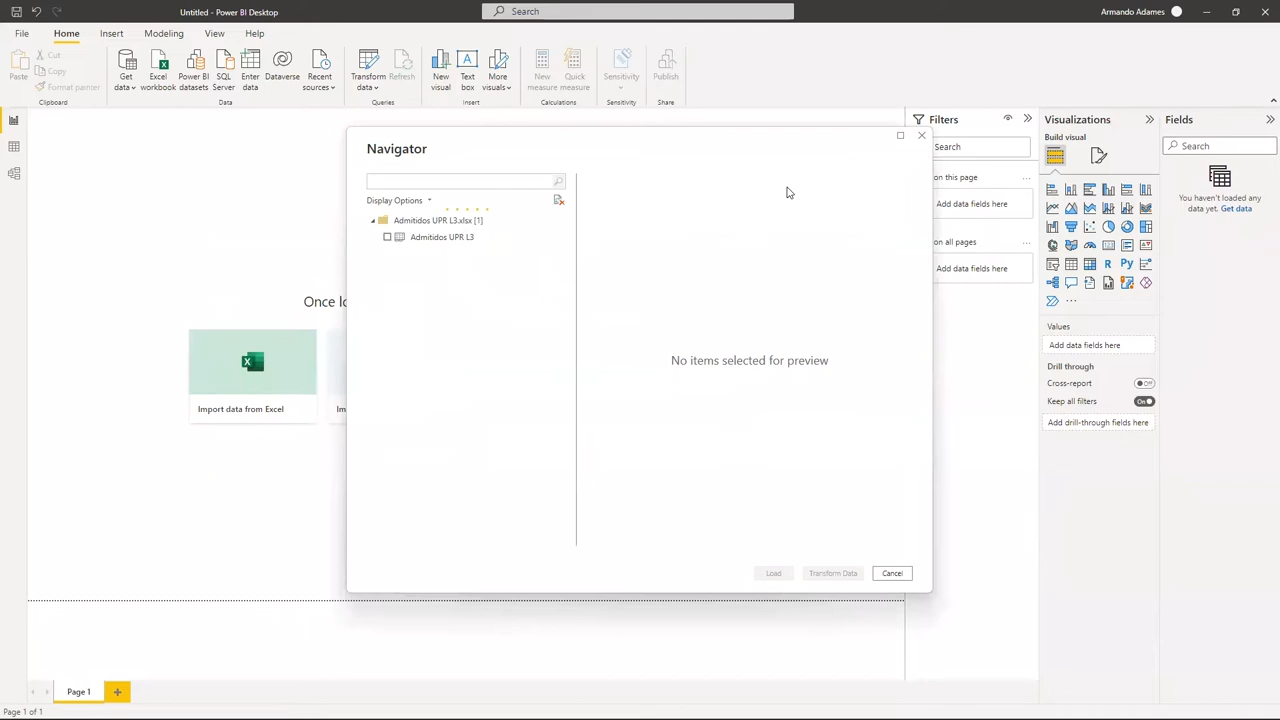 Untitled - Power BI Desktop
Search
Armando Adames
File
Home
Insert
Modeling
View
Help
Paste
Cut
Copy
Format painter
Clipboard
Get data
Excel workbook
Power BI datasets
SQL Server
Enter data
Dataverse
Recent sources
Data
Transform data
Refresh
Queries
New visual
Text box
More visuals
Insert
New measure
Quick measure
Calculations
Sensitivity
Sensitivity
Publish
Share
Navigator
Display Options
Admitidos UPR L3.xlsx [1]
Admitidos UPR L3
No items selected for preview
Load
Transform Data
Cancel
Once lo
Import data from Excel
Im
Filters
Search
on this page
Add data fields here
on all pages
Add data fields here
Visualizations
Build visual
R
Py
Values
Add data fields here
Drill through
Cross-report
Off
Keep all filters
On
Add drill-through fields here
Fields
Search
You haven't loaded any
data yet. Get data
Page 1
Page 1 of 1